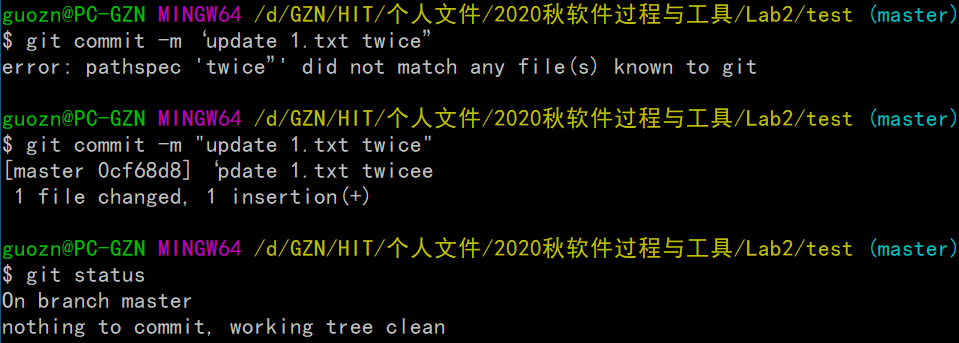 guozn@PC-GZN MINGW64 /d/GZN/HIT/个人文件/2020秋软件过程与工具/Lab2/test (master)
$ git commit -m ‘update 1.txt twice”
error: pathspec 'twice”' did not match any file(s) known to git
guozn@PC-GZN MINGW64 /d/GZN/HIT/个人文件/2020秋软件过程与工具/Lab2/test (master)
$ git commit -m "update 1.txt twice"
[master 0cf68d8] ‘pdate 1.txt twicee
1 file changed, 1 insertion(+)
guozn@PC-GZN MINGW64 /d/GZN/HIT/个人文件/2020秋软件过程与工具/Lab2/test (master)
$ git status
On branch master
nothing to commit, working tree clean